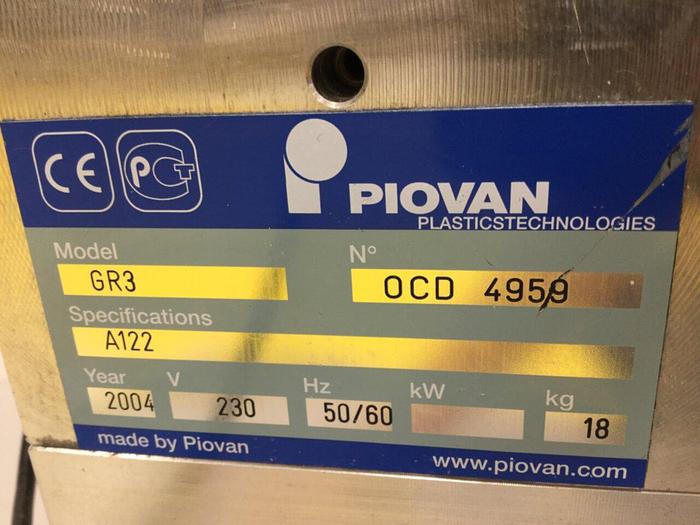 CE PCT
PIOVAN
PLASTICSTECHNOLOGIES
Model N°
GR3 OCD 4959
Specifications
A122
Year V Hz kW kg
2004 230 50/60 18
made by Piovan
www.piovan.com